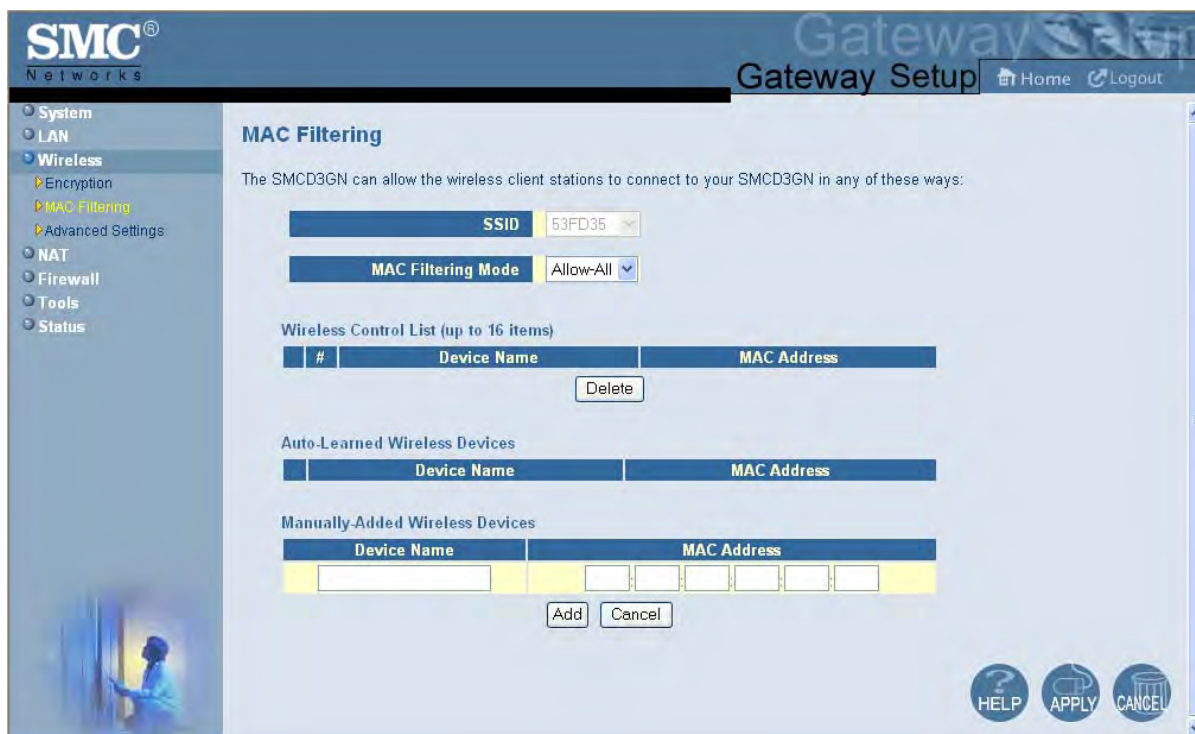 SMC®
Networks
Gateway Setup
Gateway Setup
Home
Logout
System
LAN
Wireless
Encryption
MAC Filtering
Advanced Settings
NAT
Firewall
Tools
Status
MAC Filtering
The SMCD3GN can allow the wireless client stations to connect to your SMCD3GN in any of these ways:
SSID 53FD35
MAC Filtering Mode Allow-All
Wireless Control List (up to 16 items)
# Device Name MAC Address
Delete
Auto-Learned Wireless Devices
Device Name MAC Address
Manually-Added Wireless Devices
Device Name MAC Address
: : : : :
Add Cancel
HELP APPLY CANCEL